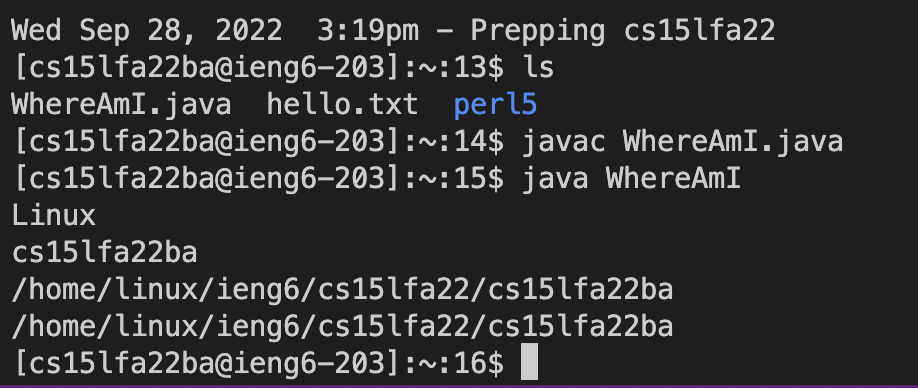 Wed Sep 28, 2022  3:19pm - Prepping cs15lfa22
[cs15lfa22ba@ieng6-203]:~:13$ ls
WhereAmI.java  hello.txt  perl5
[cs15lfa22ba@ieng6-203]:~:14$ javac WhereAmI.java
[cs15lfa22ba@ieng6-203]:~:15$ java WhereAmI
Linux
cs15lfa22ba
/home/linux/ieng6/cs15lfa22/cs15lfa22ba
/home/linux/ieng6/cs15lfa22/cs15lfa22ba
[cs15lfa22ba@ieng6-203]:~:16$